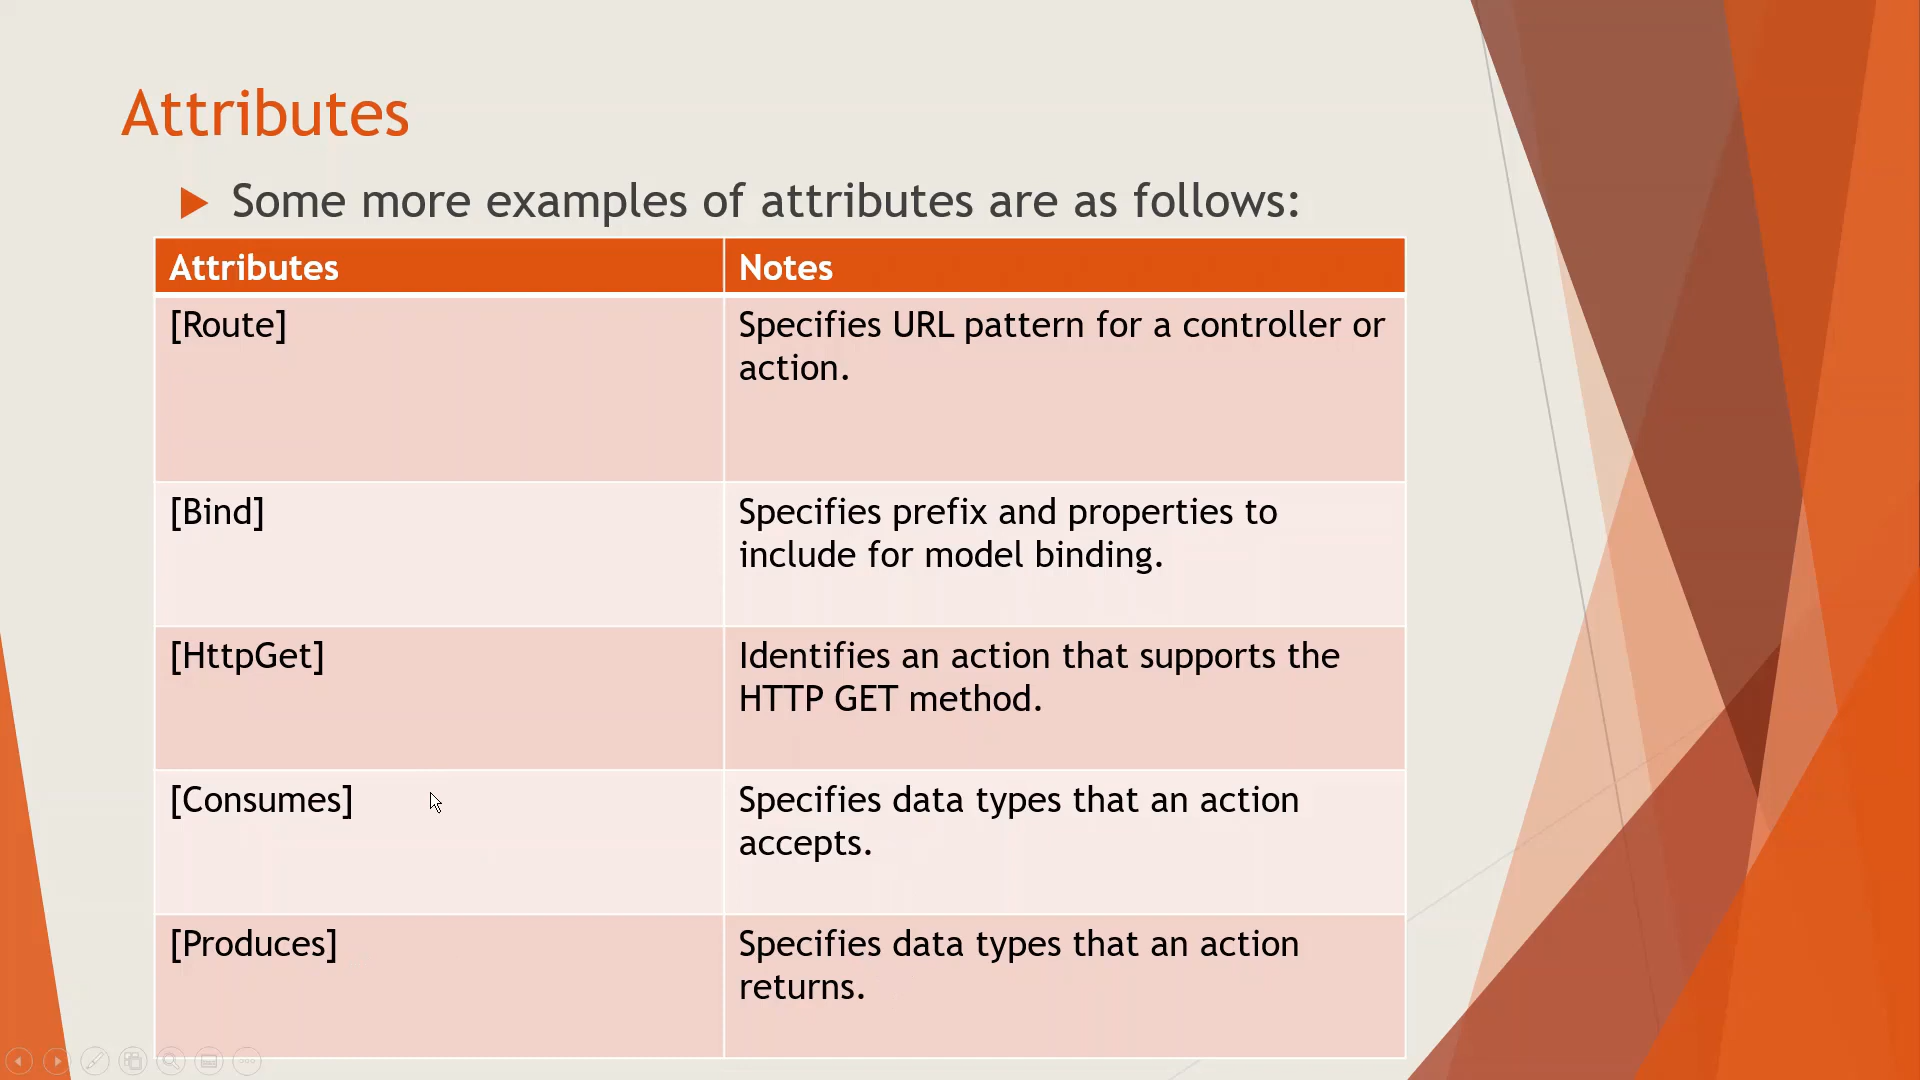 Attributes
Some more examples of attributes are as follows:
Attributes
Notes
[Route]
Specifies URL pattern for a controller or
action.
[Bind]
Specifies prefix and properties to
include for model binding.
[HttpGet]
Identifies an action that supports the
HTTP GET method.
[Consumes]
Specifies data types that an action
accepts.
[Produces]
Specifies data types that an action
returns.